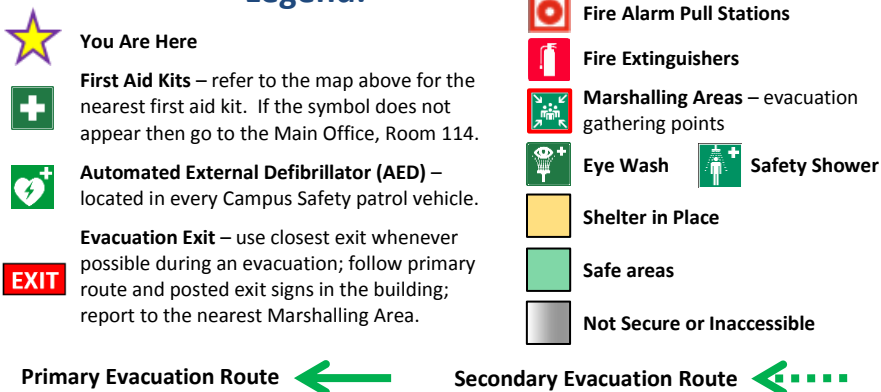 Legend:
You Are Here
First Aid Kits – refer to the map above for the
nearest first aid kit. If the symbol does not
appear then go to the Main Office, Room 114.
Automated External Defibrillator (AED) –
located in every Campus Safety patrol vehicle.
EXIT
Evacuation Exit – use closest exit whenever
possible during an evacuation; follow primary
route and posted exit signs in the building;
report to the nearest Marshalling Area.
Fire Alarm Pull Stations
Fire Extinguishers
Marshalling Areas – evacuation
gathering points
Eye Wash
Safety Shower
Shelter in Place
Safe areas
Not Secure or Inaccessible
Primary Evacuation Route
Secondary Evacuation Route